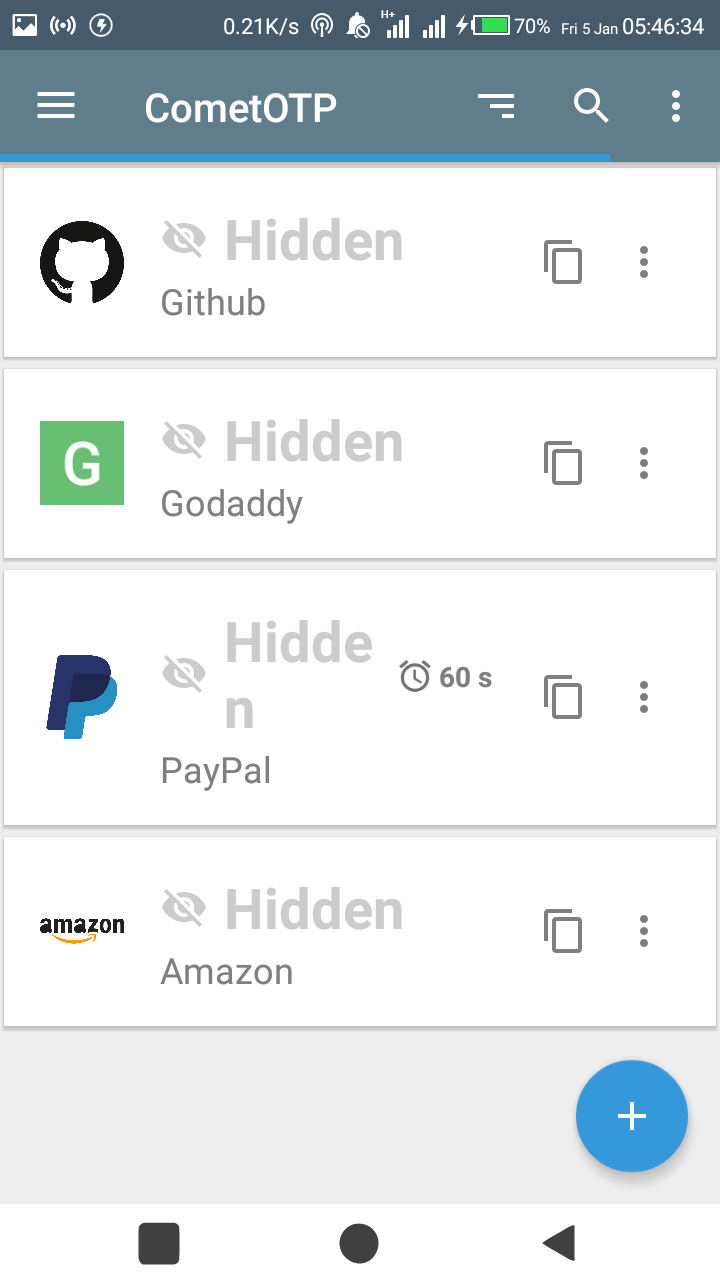 0.21K/s H+ 70% Fri 5 Jan 05:46:34
CometOTP
Hidden
Github
G
Hidden
Godaddy
Hidde
n
60 s
PayPal
amazon
Hidden
Amazon